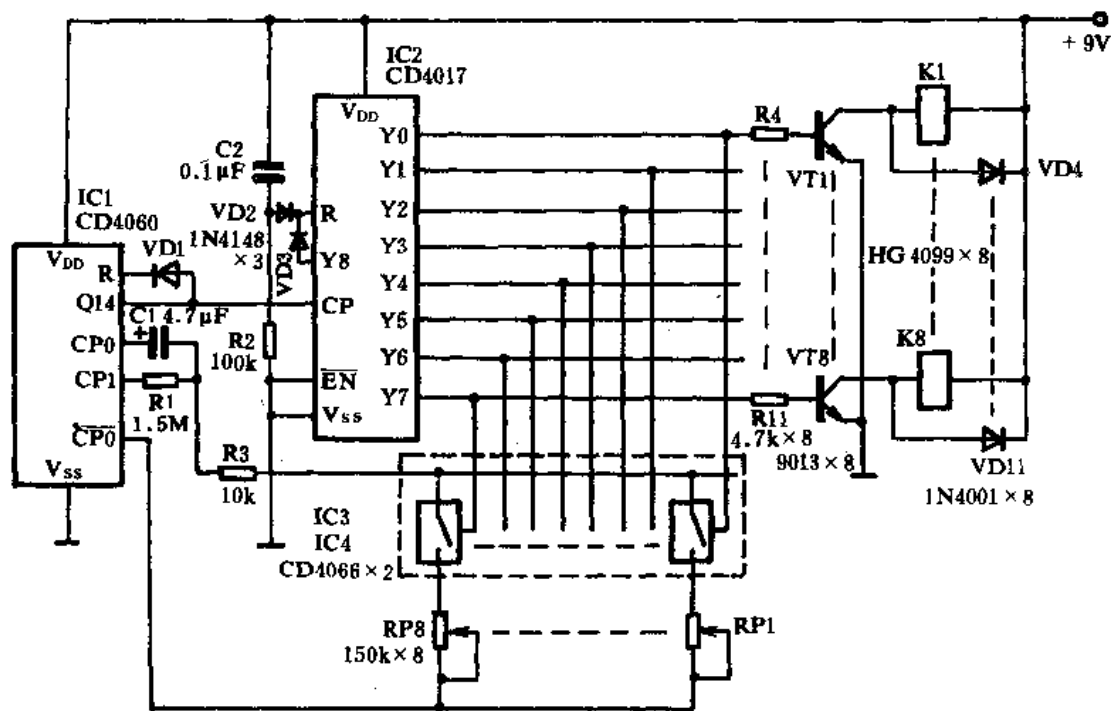 +9V
IC2
CD4017
K1
VDD
R4
Y0
C2
0.1μF
Y1
VT1
VD4
IC1
CD4060
VD2
R
Y2
1N4148
×3
VD3
Y3
HG 4099×8
VDD
VD1
Y8
R
Y4
Q14
CP
Y5
C1 4.7μF
+
K8
CP0
R2
100k
Y6
VT8
CP1
EN
Y7
R1
1.5M
VSS
R11
4.7k×8
CP0
R3
9013×8
VD11
VSS
10k
1N4001×8
IC3
IC4
CD4066×2
RP8
150k×8
RP1